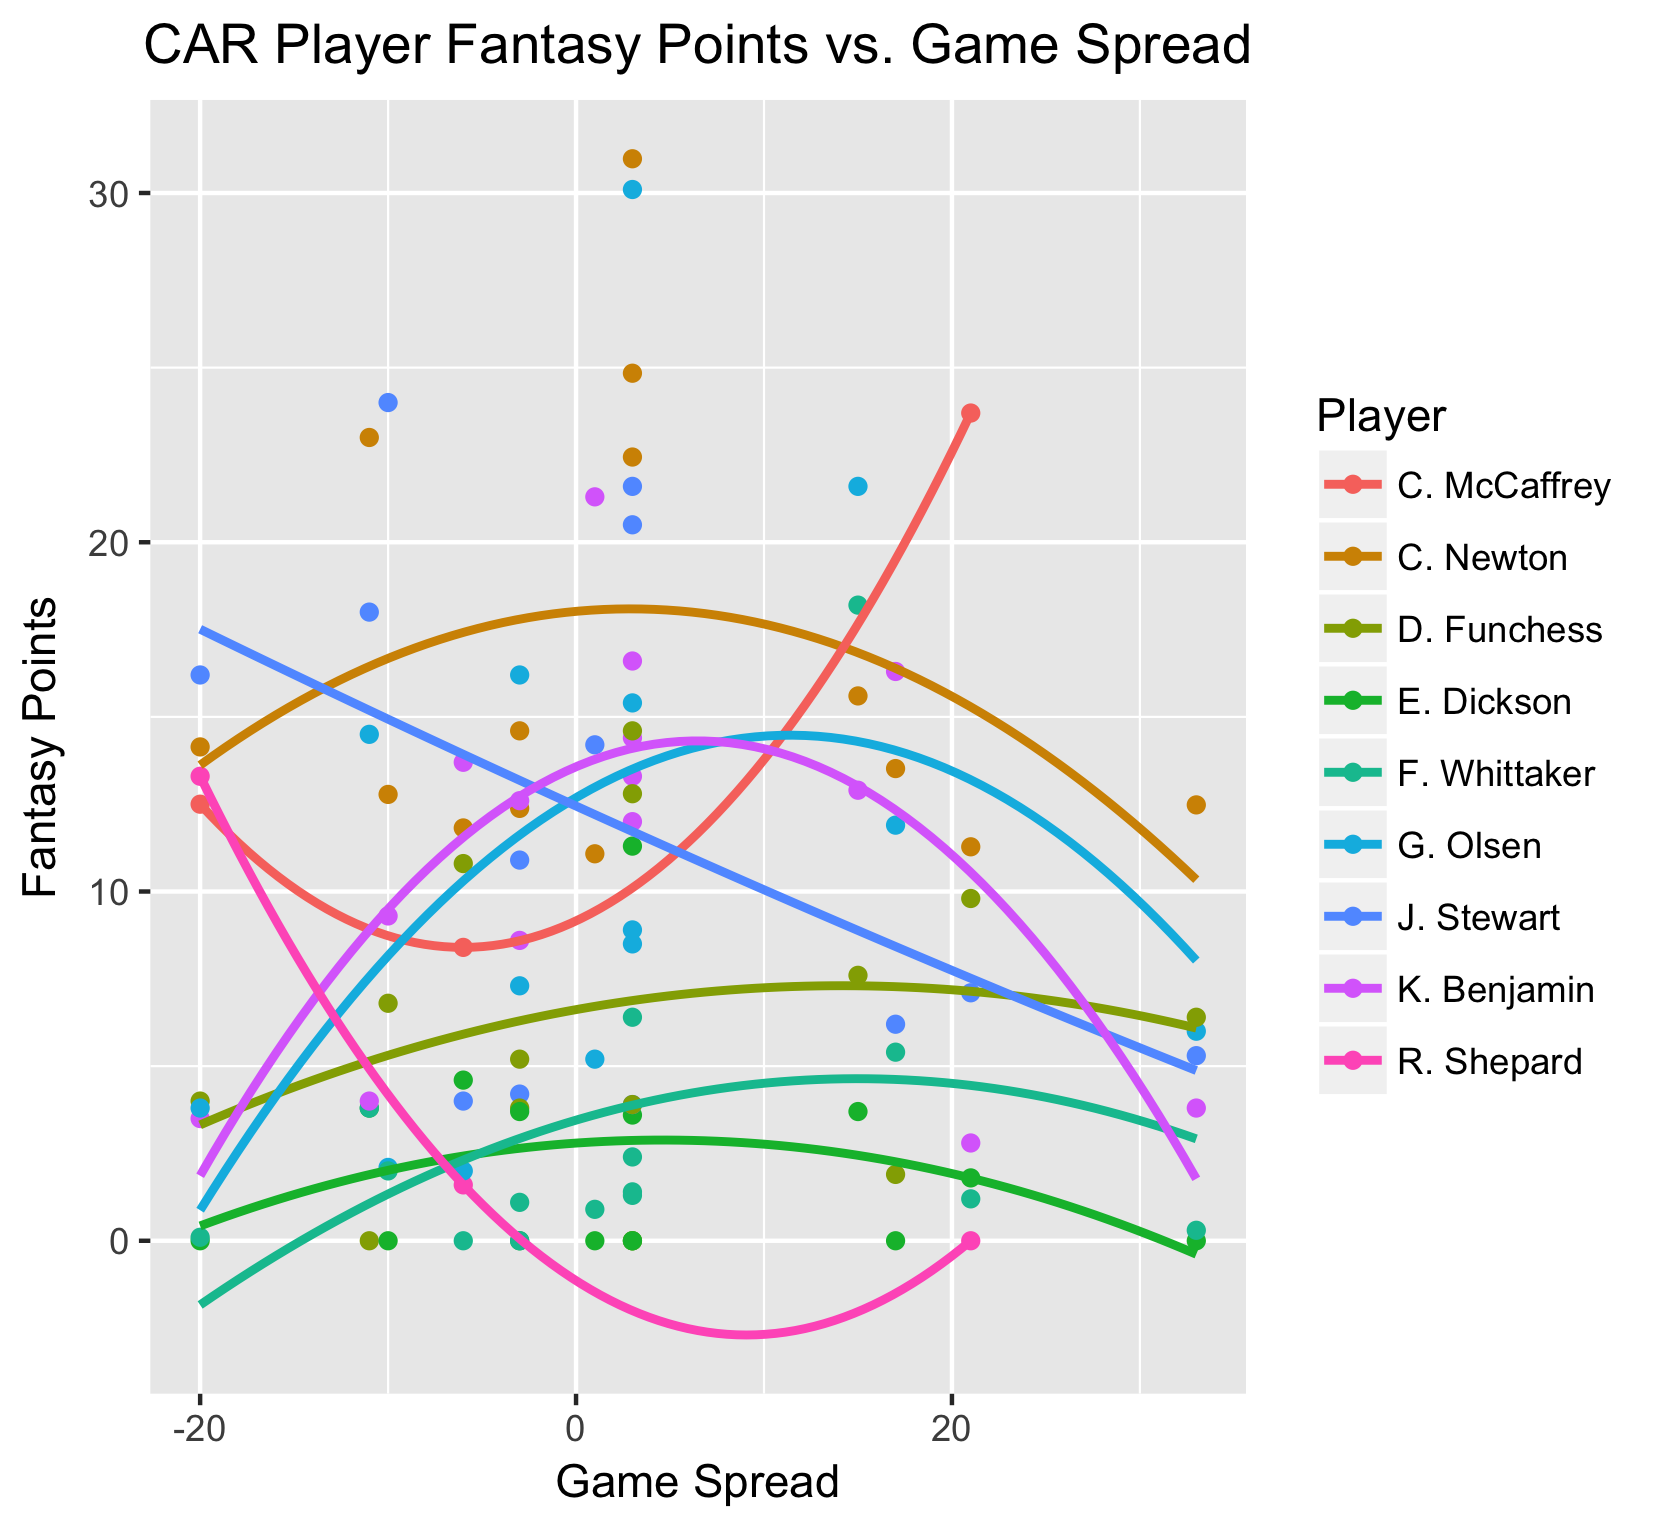 CAR Player Fantasy Points vs. Game Spread
30
20
10
0
Fantasy Points
-20
0
20
Game Spread
Player
C. McCaffrey
C. Newton
D. Funchess
E. Dickson
F. Whittaker
G. Olsen
J. Stewart
K. Benjamin
R. Shepard